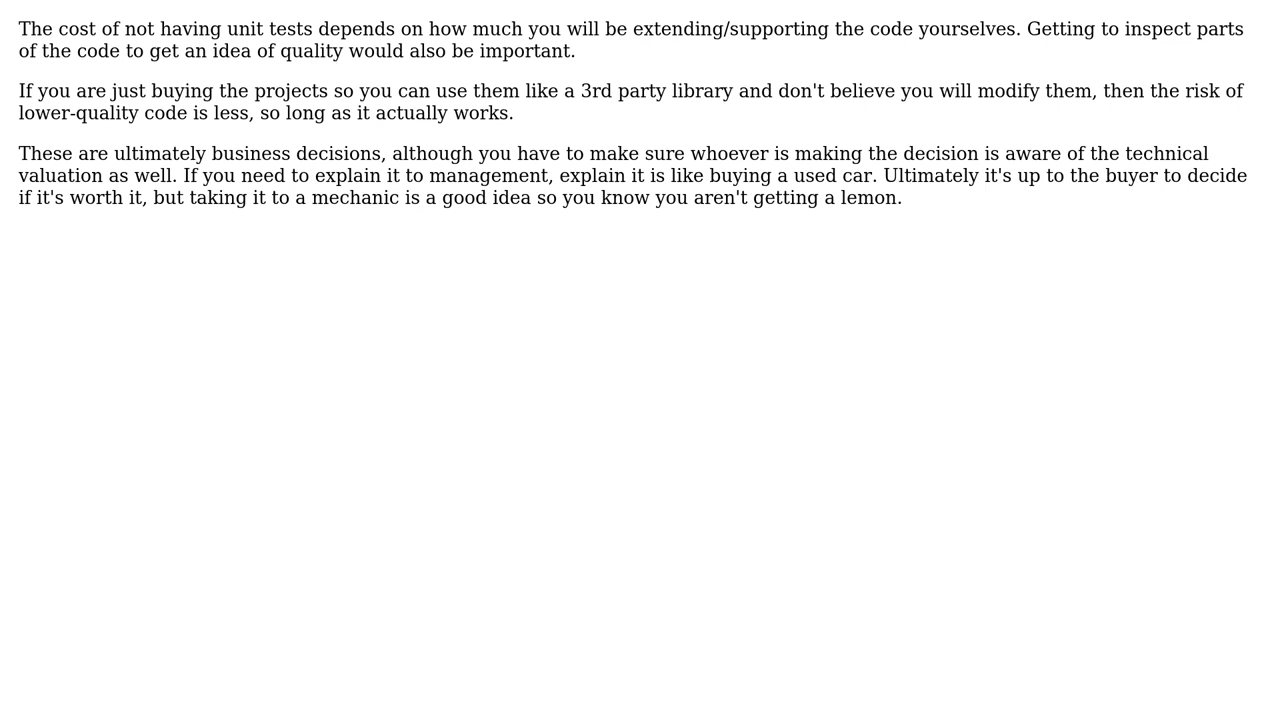 The cost of not having unit tests depends on how much you will be extending/supporting the code yourselves. Getting to inspect parts
of the code to get an idea of quality would also be important.
If you are just buying the projects so you can use them like a 3rd party library and don't believe you will modify them, then the risk of
lower-quality code is less, so long as it actually works.
These are ultimately business decisions, although you have to make sure whoever is making the decision is aware of the technical
valuation as well. If you need to explain it to management, explain it is like buying a used car. Ultimately it's up to the buyer to decide
if it's worth it, but taking it to a mechanic is a good idea so you know you aren't getting a lemon.